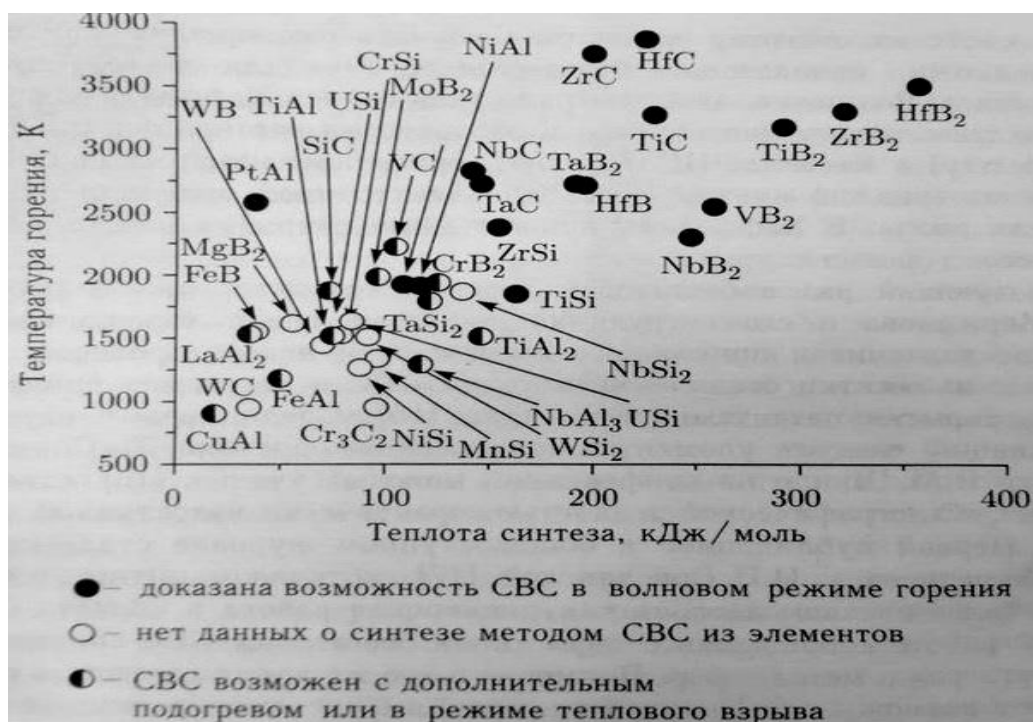 4000
3500
3000
2500
2000
1500
1000
500
Температура горения, К
NiAl
CrSi
MoB2
WB TiAl USi
SiC
VC
PtAl
MgB2
FeB
LaAl2
W C
CuAl
FeAl
Cr3C2 NiSi
MnSi
WSi2
NbAl3 USi
NbSi2
TiAl2
TaSi2
CrB2
TiSi
ZrSi
NbC
TaC
TaB2
HfB
ZrC
HfC
TiC
TiB2
ZrB2
HfB2
VB2
NbB2
0 100 200 300 400
Теплота синтеза, кДж/моль
– доказана возможность СВС в волновом режиме горения
– нет данных о синтезе методом СВС из элементов
– СВС возможен с дополнительным
подогревом или в режиме теплового взрыва